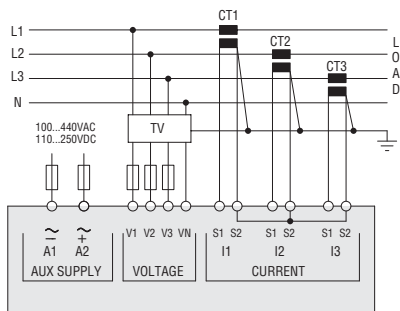 CT1
L1
L2
CT2
L3
CT3
N
LOAD
100...440VAC
110...250VDC
TV
V1 V2 V3 VN
S1 S2 S1 S2 S1 S2
~ ~
− +
A1 A2
I1 I2 I3
AUX SUPPLY VOLTAGE CURRENT